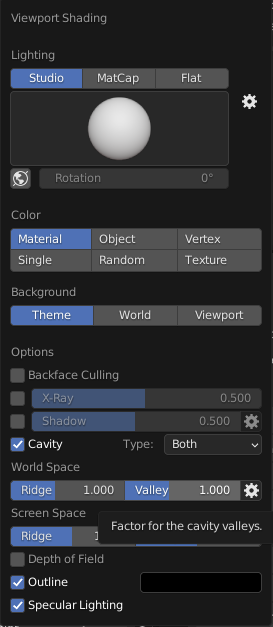 Viewport Shading
Lighting
Studio MatCap Flat
Rotation 0°
Color
Material Object Vertex
Single Random Texture
Background
Theme World Viewport
Options
Backface Culling
X-Ray 0.500
Shadow 0.500
Cavity Type: Both
World Space
Ridge 1.000 Valley 1.000
Screen Space
Factor for the cavity valleys.
Ridge
Depth of Field
Outline
Specular Lighting